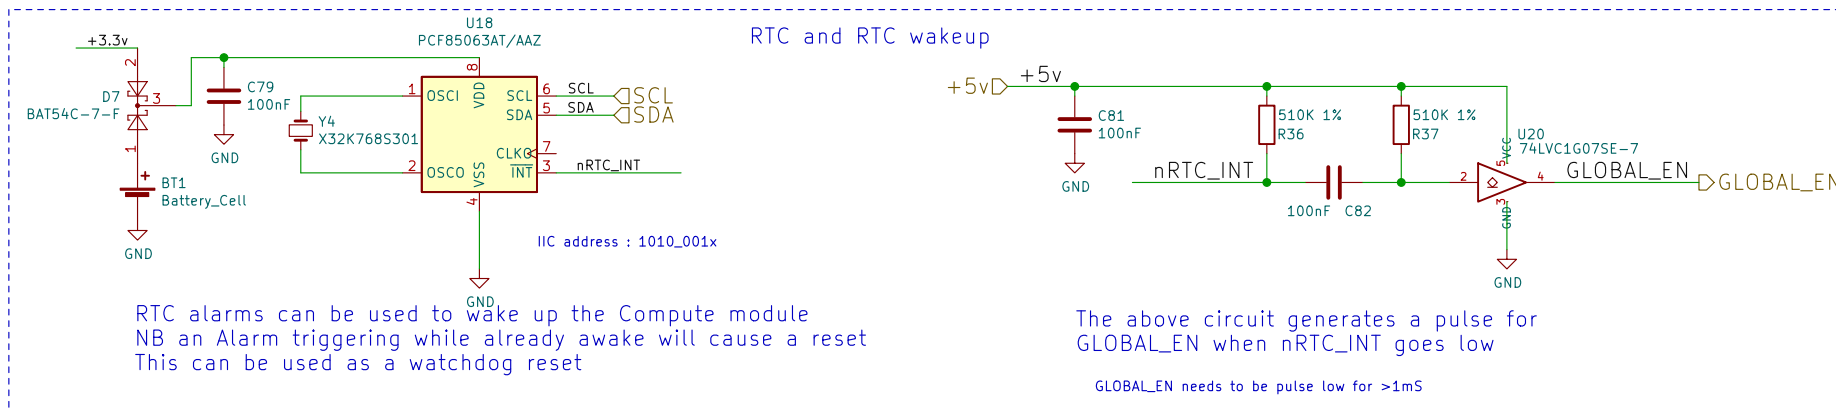 RTC and RTC wakeup
+3.3v
2
D7
BAT54C-7-F
3
1
C79
100nF
GND
+
BT1
Battery_Cell
GND
U18
PCF85063AT/AAZ
8
VDD
1
OSCI
2
OSCO
SCL
6
SCL
SCL
SDA
5
SDA
SDA
CLKO
7
INT
3
nRTC_INT
VSS
4
GND
Y4
X32K768S301
IIC address : 1010_001x
RTC alarms can be used to wake up the Compute module
NB an Alarm triggering while already awake will cause a reset
This can be used as a watchdog reset
+5v
+5v
C81
100nF
GND
510K 1%
R36
510K 1%
R37
nRTC_INT
100nF
C82
U20
74LVC1G07SE-7
5
VCC
2
4
3
GND
GND
GLOBAL_EN
GLOBAL_EN
The above circuit generates a pulse for
GLOBAL_EN when nRTC_INT goes low
GLOBAL_EN needs to be pulse low for >1mS